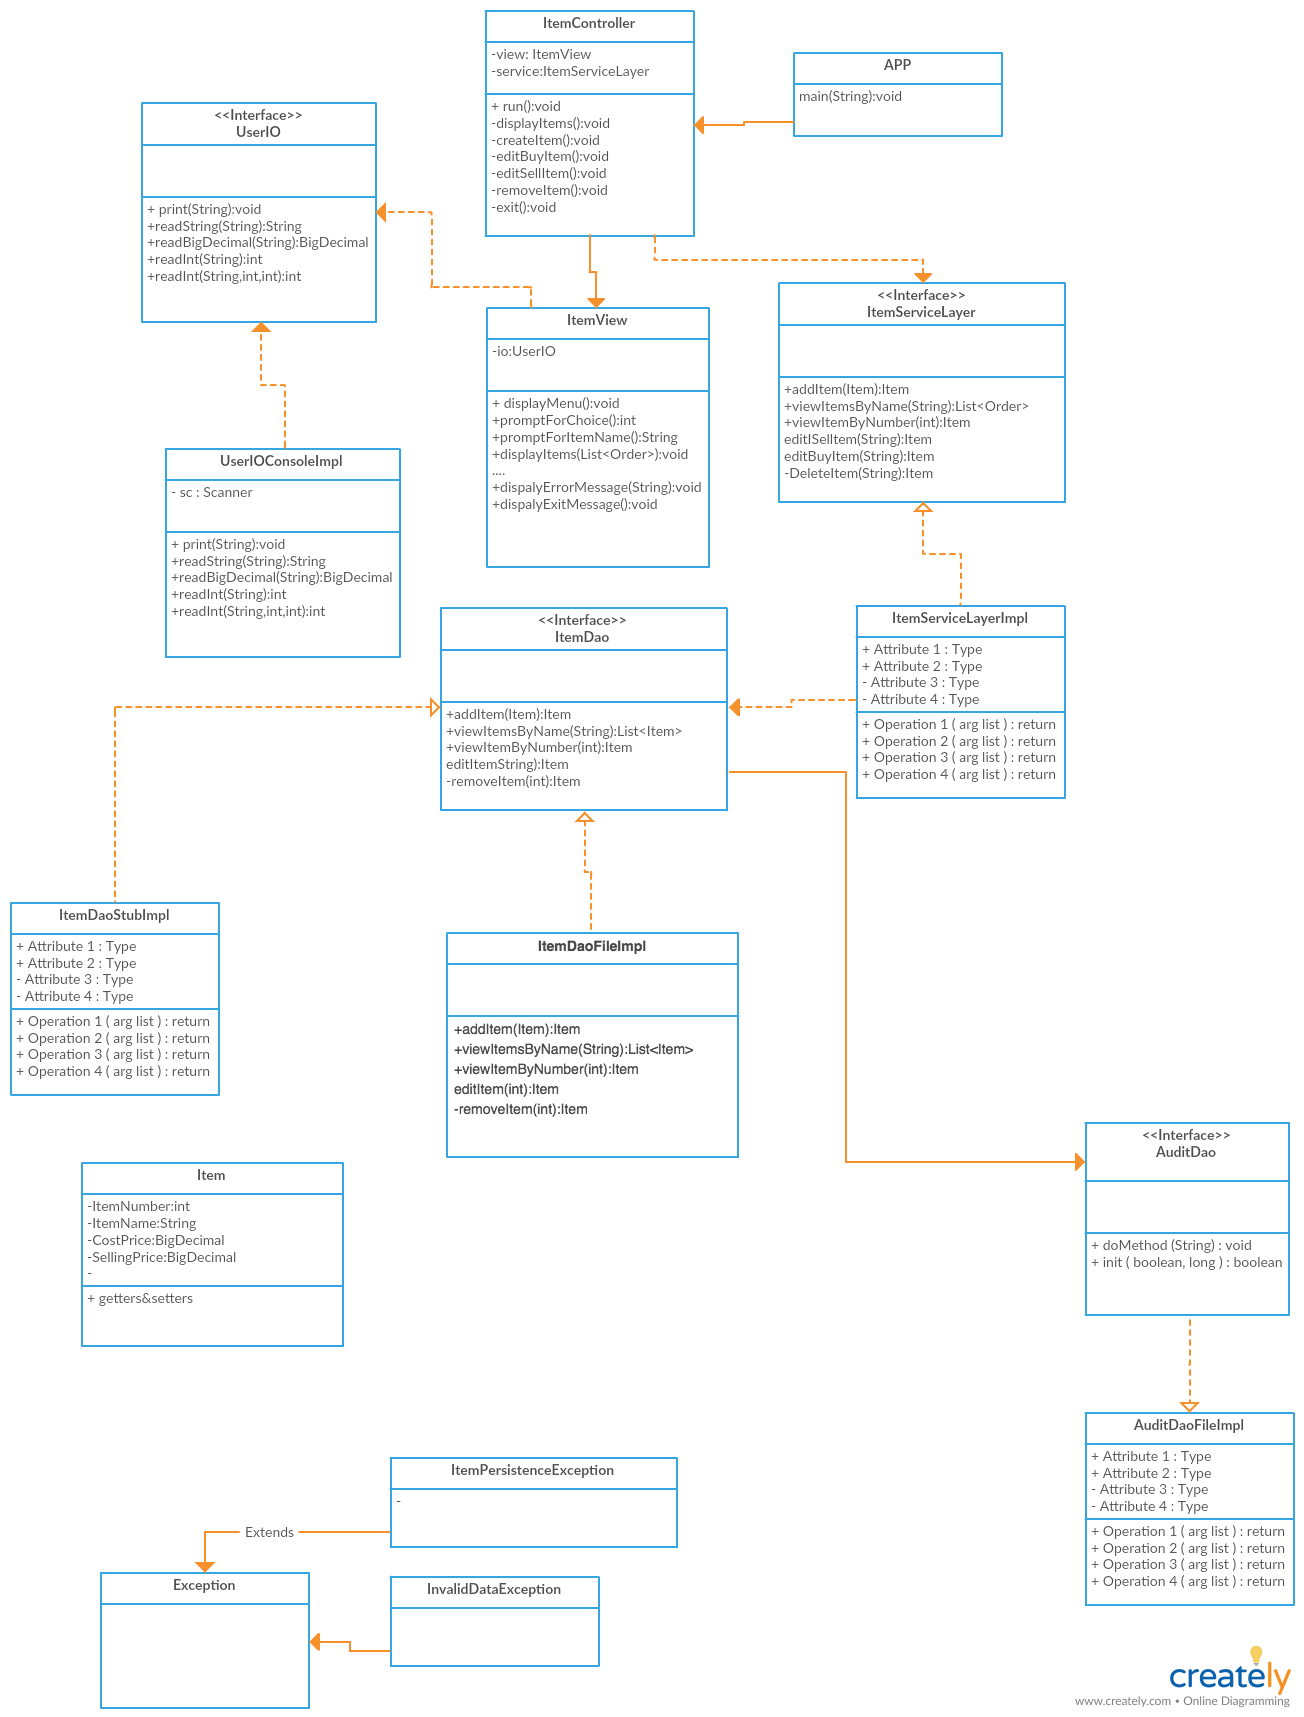 ItemController
-view: ItemView
-service:ItemServiceLayer
+ run():void
-displayItems():void
-createItem():void
-editBuyItem():void
-editSellItem():void
-removeItem():void
-exit():void
APP
main(String):void
<<Interface>>
UserIO
+ print(String):void
+readString(String):String
+readBigDecimal(String):BigDecimal
+readInt(String):int
+readInt(String,int,int):int
ItemView
-io:UserIO
+ displayMenu():void
+promptForChoice():int
+promptForItemName():String
+displayItems(List<Order>):void
....
+dispalyErrorMessage(String):void
+dispalyExitMessage():void
<<Interface>>
ItemServiceLayer
+addItem(Item):Item
+viewItemsByName(String):List<Order>
+viewItemByNumber(int):Item
editISellItem(String):Item
editBuyItem(String):Item
-DeleteItem(String):Item
UserIOConsoleImpl
- sc : Scanner
+ print(String):void
+readString(String):String
+readBigDecimal(String):BigDecimal
+readInt(String):int
+readInt(String,int,int):int
<<Interface>>
ItemDao
+addItem(Item):Item
+viewItemsByName(String):List<Item>
+viewItemByNumber(int):Item
editItemString):Item
-removeItem(int):Item
ItemServiceLayerImpl
+ Attribute 1 : Type
+ Attribute 2 : Type
- Attribute 3 : Type
- Attribute 4 : Type
+ Operation 1 ( arg list ) : return
+ Operation 2 ( arg list ) : return
+ Operation 3 ( arg list ) : return
+ Operation 4 ( arg list ) : return
ItemDaoStubImpl
+ Attribute 1 : Type
+ Attribute 2 : Type
- Attribute 3 : Type
- Attribute 4 : Type
+ Operation 1 ( arg list ) : return
+ Operation 2 ( arg list ) : return
+ Operation 3 ( arg list ) : return
+ Operation 4 ( arg list ) : return
ItemDaoFileImpl
+addItem(Item):Item
+viewItemsByName(String):List<Item>
+viewItemByNumber(int):Item
editItem(int):Item
-removeItem(int):Item
<<Interface>>
AuditDao
+ doMethod (String) : void
+ init ( boolean, long ) : boolean
Item
-ItemNumber:int
-ItemName:String
-CostPrice:BigDecimal
-SellingPrice:BigDecimal
-
+ getters&setters
AuditDaoFileImpl
+ Attribute 1 : Type
+ Attribute 2 : Type
- Attribute 3 : Type
- Attribute 4 : Type
+ Operation 1 ( arg list ) : return
+ Operation 2 ( arg list ) : return
+ Operation 3 ( arg list ) : return
+ Operation 4 ( arg list ) : return
ItemPersistenceException
-
Extends
Exception
InvalidDataException
creately
www.creately.com • Online Diagramming